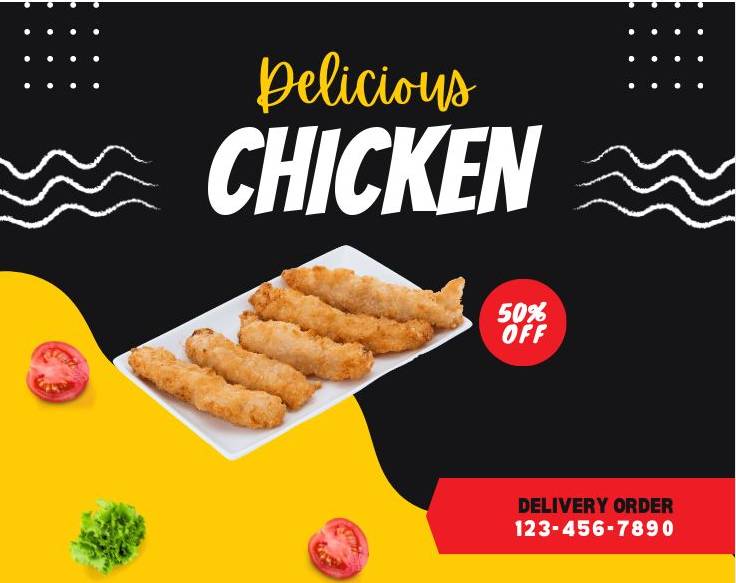 Delicious
CHICKEN
50%
OFF
DELIVERY ORDER
123-456-7890